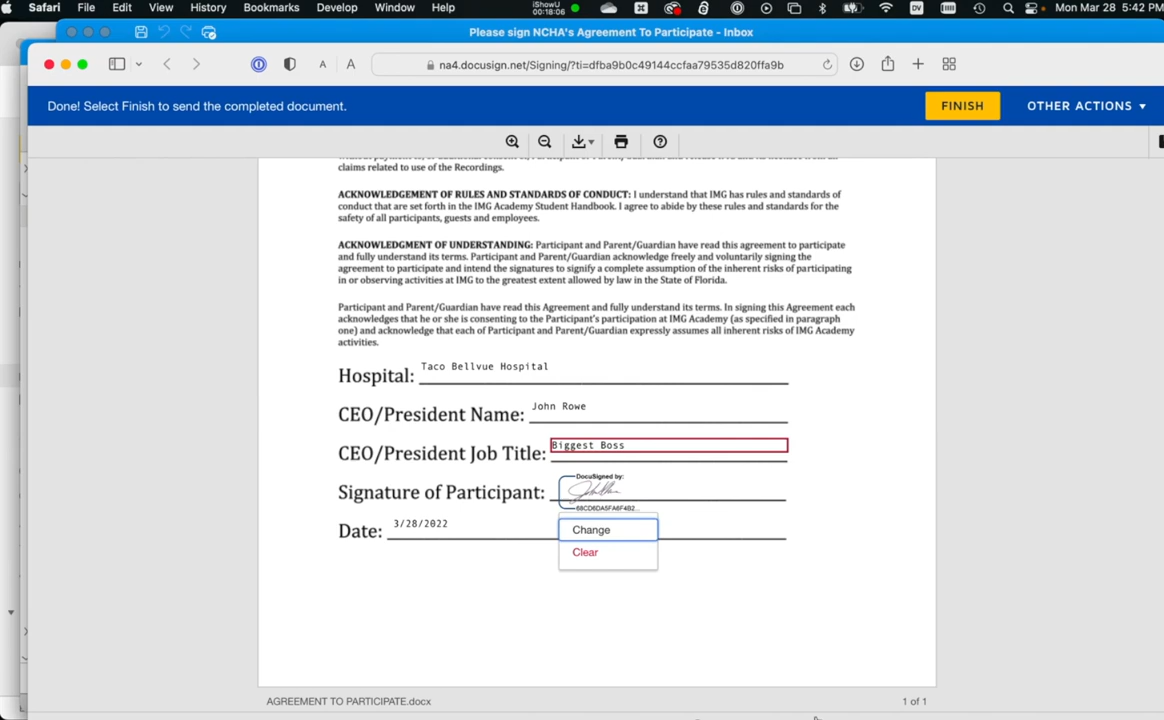 Safari File Edit View History Bookmarks Develop Window Help iShowU 00:18:06 DV Mon Mar 28 5:42 PM
Please sign NCHA's Agreement To Participate - Inbox
A A na4.docusign.net/Signing/?ti=dfba9b0c49144ccfaa79535d820ffa9b
Done! Select Finish to send the completed document. FINISH OTHER ACTIONS
claims related to use of the Recordings.
ACKNOWLEDGEMENT OF RULES AND STANDARDS OF CONDUCT: I understand that IMG has rules and standards of
conduct that are set forth in the IMG Academy Student Handbook. I agree to abide by these rules and standards for the
safety of all participants, guests and employees.
ACKNOWLEDGMENT OF UNDERSTANDING: Participant and Parent/Guardian have read this agreement to participate
and fully understand its terms. Participant and Parent/Guardian acknowledge freely and voluntarily signing the
agreement to participate and intend the signatures to signify a complete assumption of the inherent risks of participating
in or observing activities at IMG to the greatest extent allowed by law in the State of Florida.
Participant and Parent/Guardian have read this Agreement and fully understand its terms. In signing this Agreement each
acknowledges that he or she is consenting to the Participant's participation at IMG Academy (as specified in paragraph
one) and acknowledge that each of Participant and Parent/Guardian expressly assumes all inherent risks of IMG Academy
activities.
Hospital: Taco Bellvue Hospital
CEO/President Name: John Rowe
CEO/President Job Title: Biggest Boss
DocuSigned by:
Signature of Participant:
68CD6DA5FA6F4B2...
Date: 3/28/2022
Change
Clear
AGREEMENT TO PARTICIPATE.docx 1 of 1